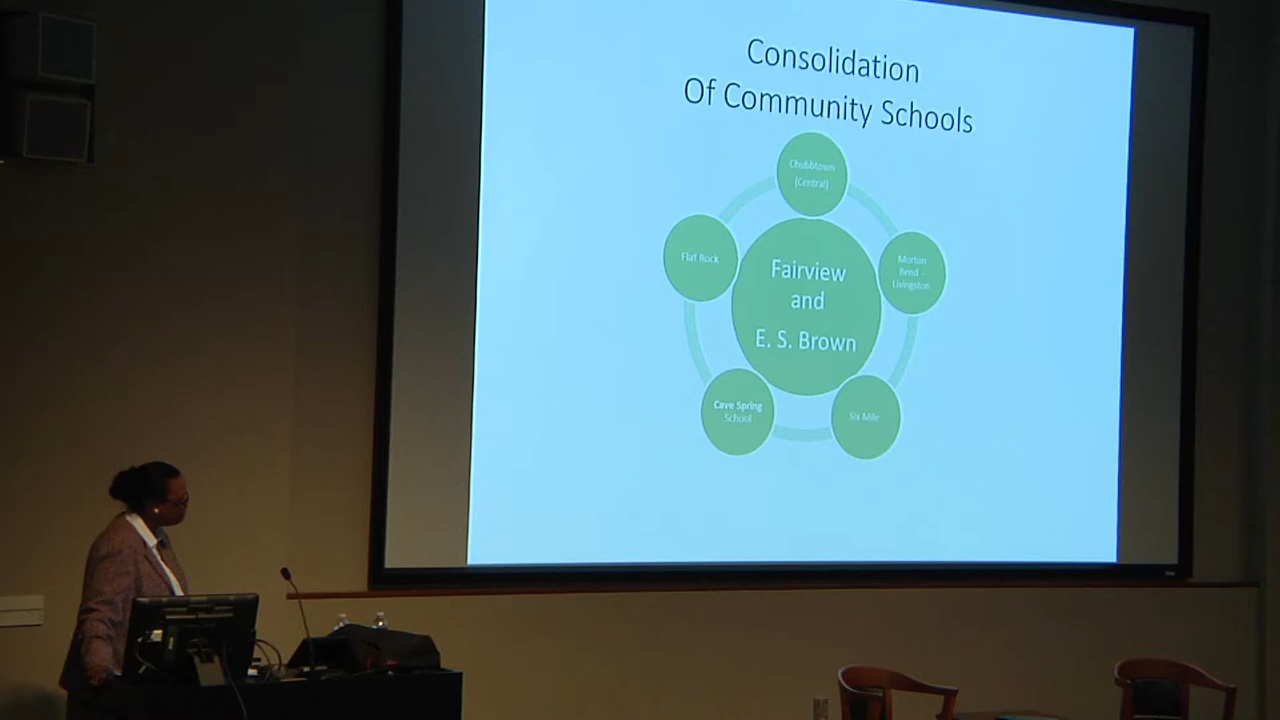 Consolidation
Of Community Schools
Chubbtown
(Central)
Flat Rock
Morton
Bend -
Livingston
Fairview
and
E. S. Brown
Cave Spring
School
Six Mile